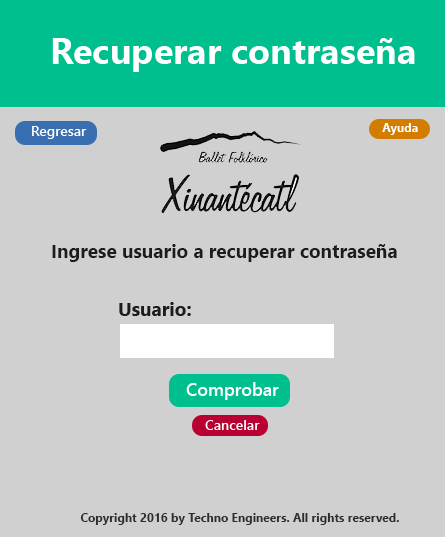 Recuperar contraseña
Regresar
Ayuda
Ballet Folklórico
Xinantécatl
Ingrese usuario a recuperar contraseña
Usuario:
Comprobar
Cancelar
Copyright 2016 by Techno Engineers. All rights reserved.